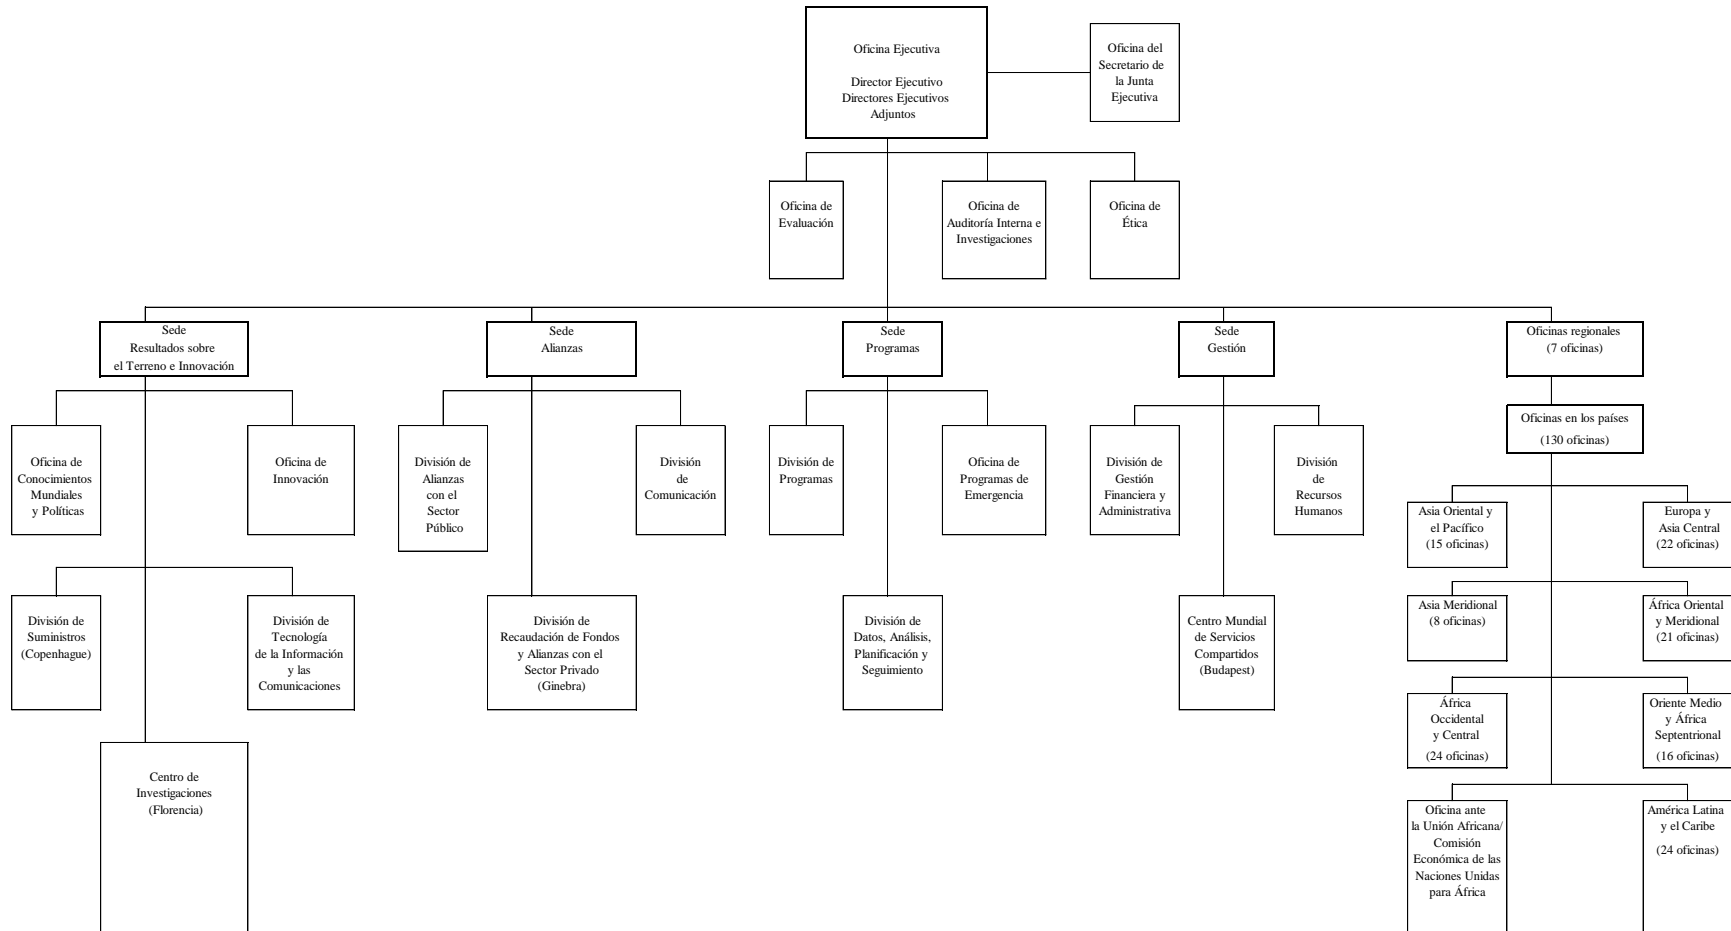 Oficina Ejecutiva
Director Ejecutivo
Directores Ejecutivos
Adjuntos
Oficina del
Secretario de
la Junta
Ejecutiva
Oficina de
Evaluación
Oficina de
Auditoría Interna e
Investigaciones
Oficina de
Ética
Sede
Resultados sobre
el Terreno e Innovación
Sede
Alianzas
Sede
Programas
Sede
Gestión
Oficinas regionales
(7 oficinas)
Oficinas en los países
(130 oficinas)
Oficina de
Conocimientos
Mundiales
y Políticas
Oficina de
Innovación
División de
Alianzas
con el
Sector
Público
División
de
Comunicación
División de
Programas
Oficina de
Programas de
Emergencia
División de
Gestión
Financiera y
Administrativa
División
de
Recursos
Humanos
Asia Oriental y
el Pacífico
(15 oficinas)
Europa y
Asia Central
(22 oficinas)
División de
Suministros
(Copenhague)
División de
Tecnología
de la Información
y las
Comunicaciones
División de
Recaudación de Fondos
y Alianzas con el
Sector Privado
(Ginebra)
División de
Datos, Análisis,
Planificación y
Seguimiento
Centro Mundial
de Servicios
Compartidos
(Budapest)
Asia Meridional
(8 oficinas)
África Oriental
y Meridional
(21 oficinas)
África
Occidental
y Central
(24 oficinas)
Oriente Medio
y África
Septentrional
(16 oficinas)
Centro de
Investigaciones
(Florencia)
Oficina ante
la Unión Africana/
Comisión
Económica de las
Naciones Unidas
para África
América Latina
y el Caribe
(24 oficinas)